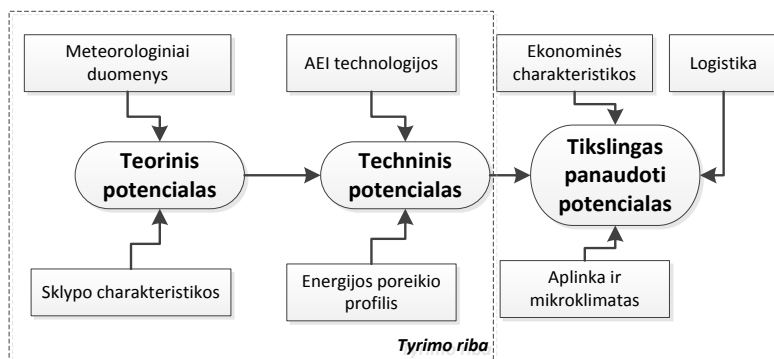 Meteorologiniai
duomenys
AEI technologijos
Ekonominės
charakteristikos
Logistika
Teorinis
potencialas
Techninis
potencialas
Tikslingas
panaudoti
potencialas
Sklypo charakteristikos
Energijos poreikio
profilis
Aplinka ir
mikroklimatas
Tyrimo riba